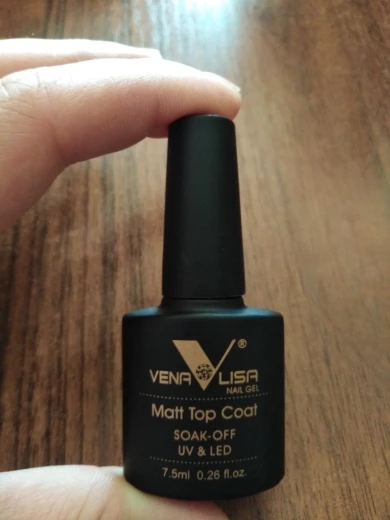 VENA LISA ®
NAIL GEL
Matt Top Coat
SOAK-OFF
UV & LED
7.5ml 0.26 fl.oz.